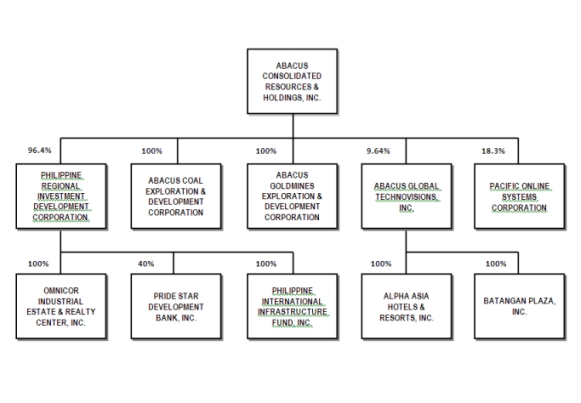 ABACUS
CONSOLIDATED
RESOURCES &
HOLDINGS, INC.
96.4%
100%
100%
9.64%
18.3%
PHILIPPINE
REGIONAL
INVESTMENT
DEVELOPMENT
CORPORATION.
ABACUS COAL
EXPLORATION &
DEVELOPMENT
CORPORATION
ABACUS
GOLDMINES
EXPLORATION &
DEVELOPMENT
CORPORATION
ABACUS GLOBAL
TECHNOVISIONS,
INC.
PACIFIC ONLINE
SYSTEMS
CORPORATION
100%
40%
100%
100%
100%
OMNICOR
INDUSTRIAL
ESTATE & REALTY
CENTER, INC.
PRIDE STAR
DEVELOPMENT
BANK, INC.
PHILIPPINE
INTERNATIONAL
INFRASTRUCTURE
FUND, INC.
ALPHA ASIA
HOTELS &
RESORTS, INC.
BATANGAN PLAZA,
INC.